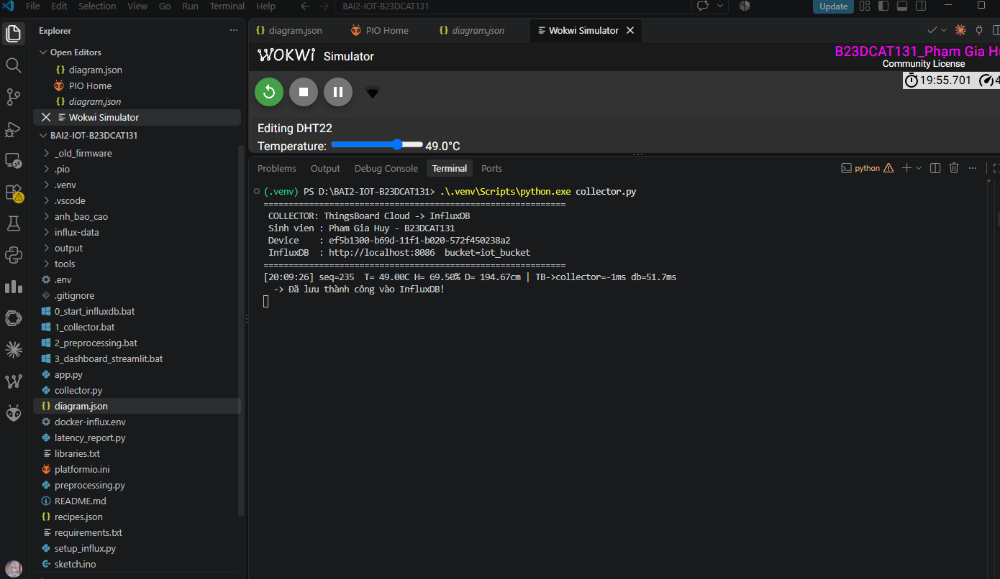 File Edit Selection View Go Run Terminal Help
BAI2-IOT-B23DCAT131
Update
Explorer
Open Editors
diagram.json
PIO Home
diagram.json
Wokwi Simulator
BAI2-IOT-B23DCAT131
_old_firmware
.pio
.venv
.vscode
anh_bao_cao
influx-data
output
tools
.env
.gitignore
0_start_influxdb.bat
1_collector.bat
2_preprocessing.bat
3_dashboard_streamlit.bat
app.py
collector.py
diagram.json
docker-influx.env
latency_report.py
libraries.txt
platformio.ini
preprocessing.py
README.md
recipes.json
requirements.txt
setup_influx.py
sketch.ino
diagram.json PIO Home diagram.json Wokwi Simulator
WOKWi Simulator
B23DCAT131_Phạm Gia H
Community License
19:55.701 4
Editing DHT22
Temperature: 49.0°C
Problems Output Debug Console Terminal Ports
python
(.venv) PS D:\BAI2-IOT-B23DCAT131> .\.venv\Scripts\python.exe collector.py
============================================================
COLLECTOR: ThingsBoard Cloud -> InfluxDB
Sinh vien : Pham Gia Huy - B23DCAT131
Device : ef5b1300-b69d-11f1-b020-572f450238a2
InfluxDB : http://localhost:8086 bucket=iot_bucket
============================================================
[20:09:26] seq=235 T= 49.00C H= 69.50% D= 194.67cm | TB->collector=-1ms db=51.7ms
-> Đã lưu thành công vào InfluxDB!